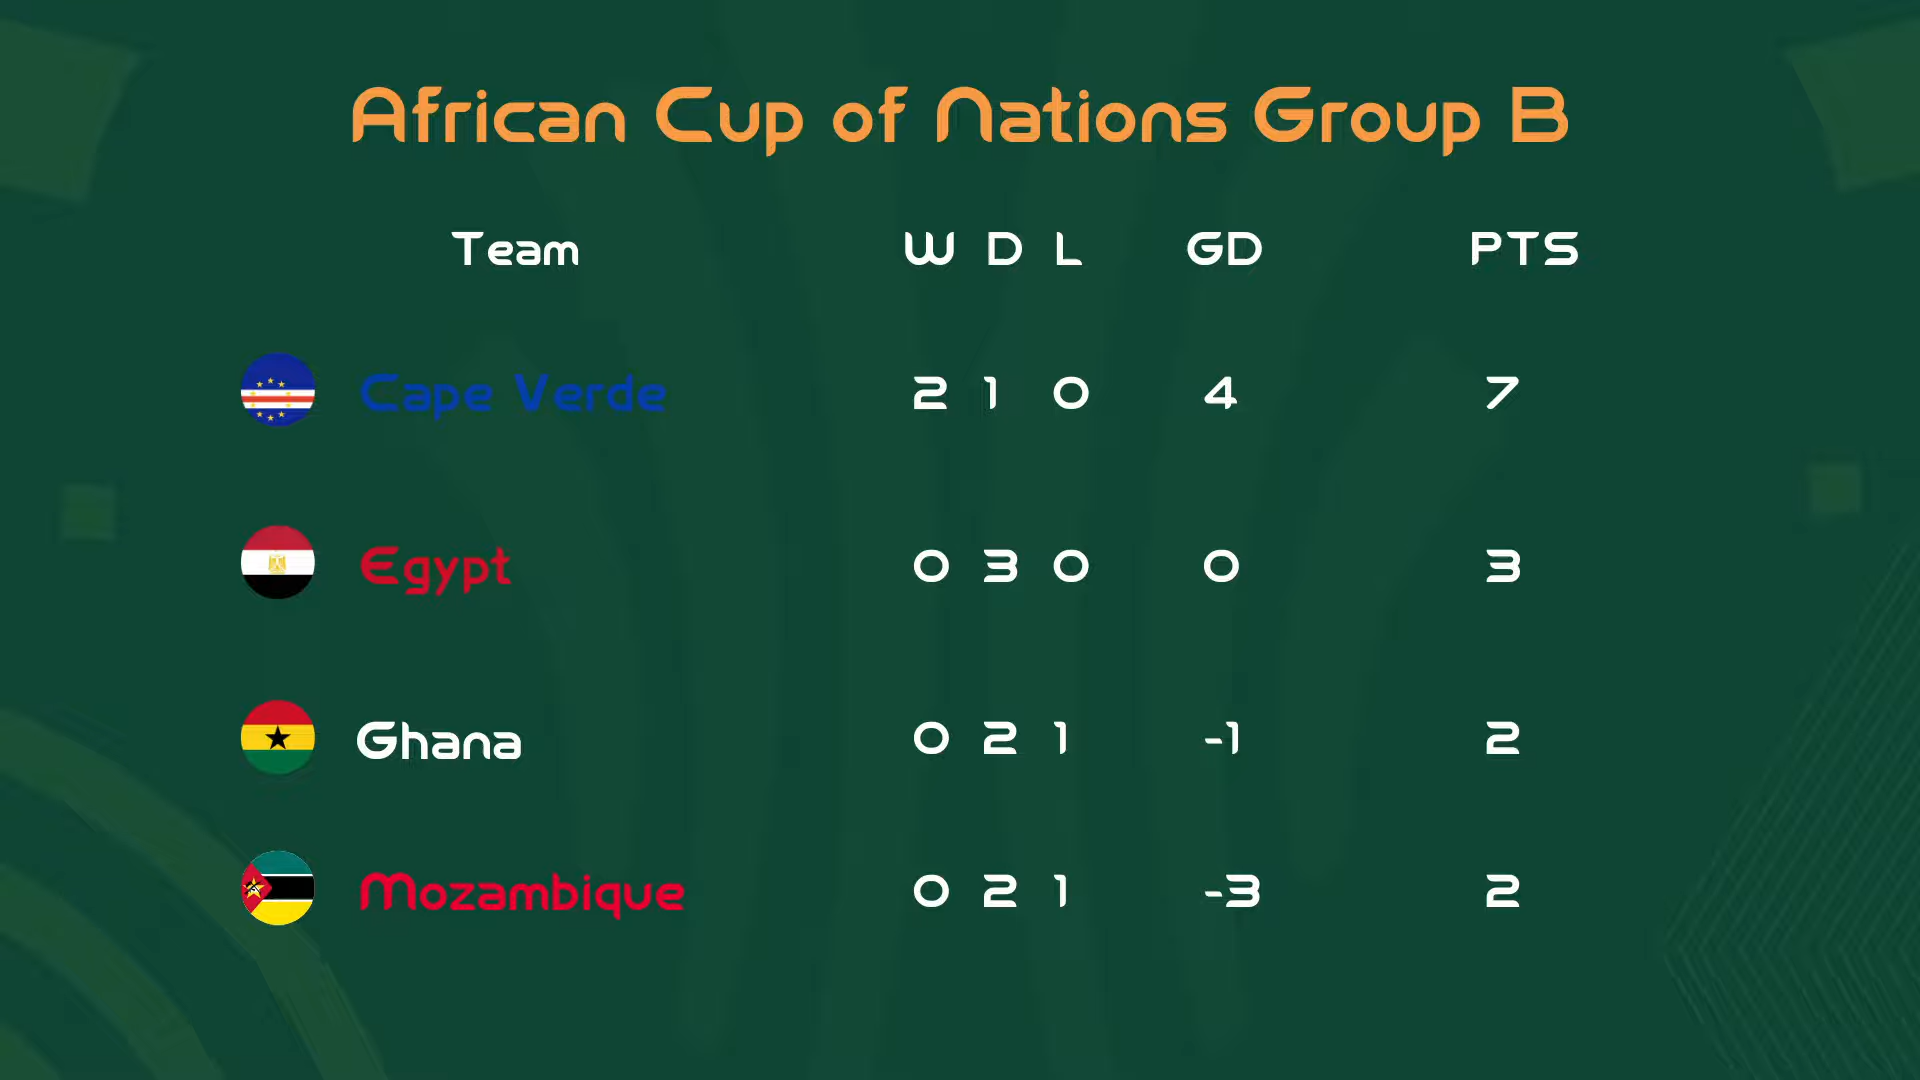 African Cup of Nations Group B
Team W D L GD PTS
Cape Verde 2 1 0 4 7
Egypt 0 3 0 0 3
Ghana 0 2 1 -1 2
Mozambique 0 2 1 -3 2